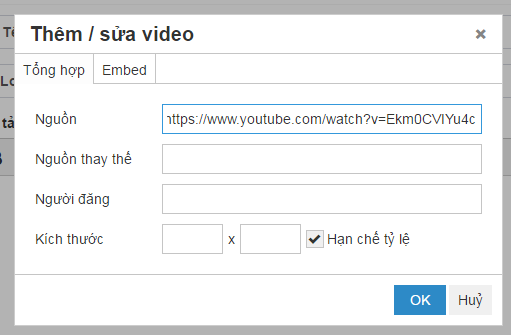 Thêm / sửa video
×
Tổng hợp Embed
Nguồn https://www.youtube.com/watch?v=Ekm0CVIYu4c
Nguồn thay thế
Người đăng
Kích thước x Hạn chế tỷ lệ
OK Huỷ